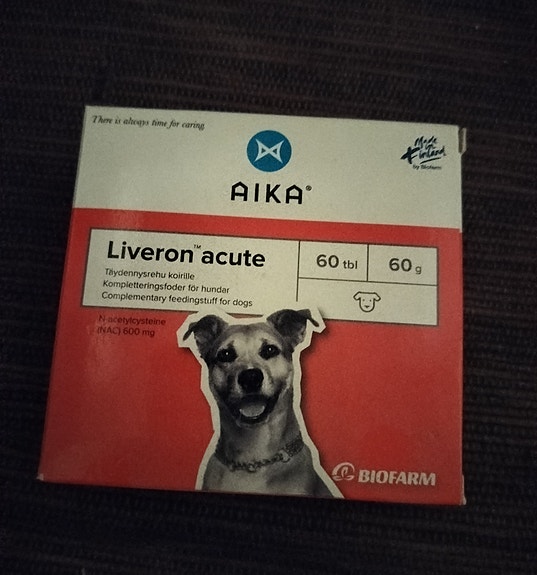 There is always time for caring
Made
in
Finland
by Biofarm
AIKA®
Liveron™ acute
Täydennysrehu koirille
Kompletteringsfoder för hundar
Complementary feedingstuff for dogs
60 tbl
60 g
N-acetylcysteine
(NAC) 600 mg
BIOFARM